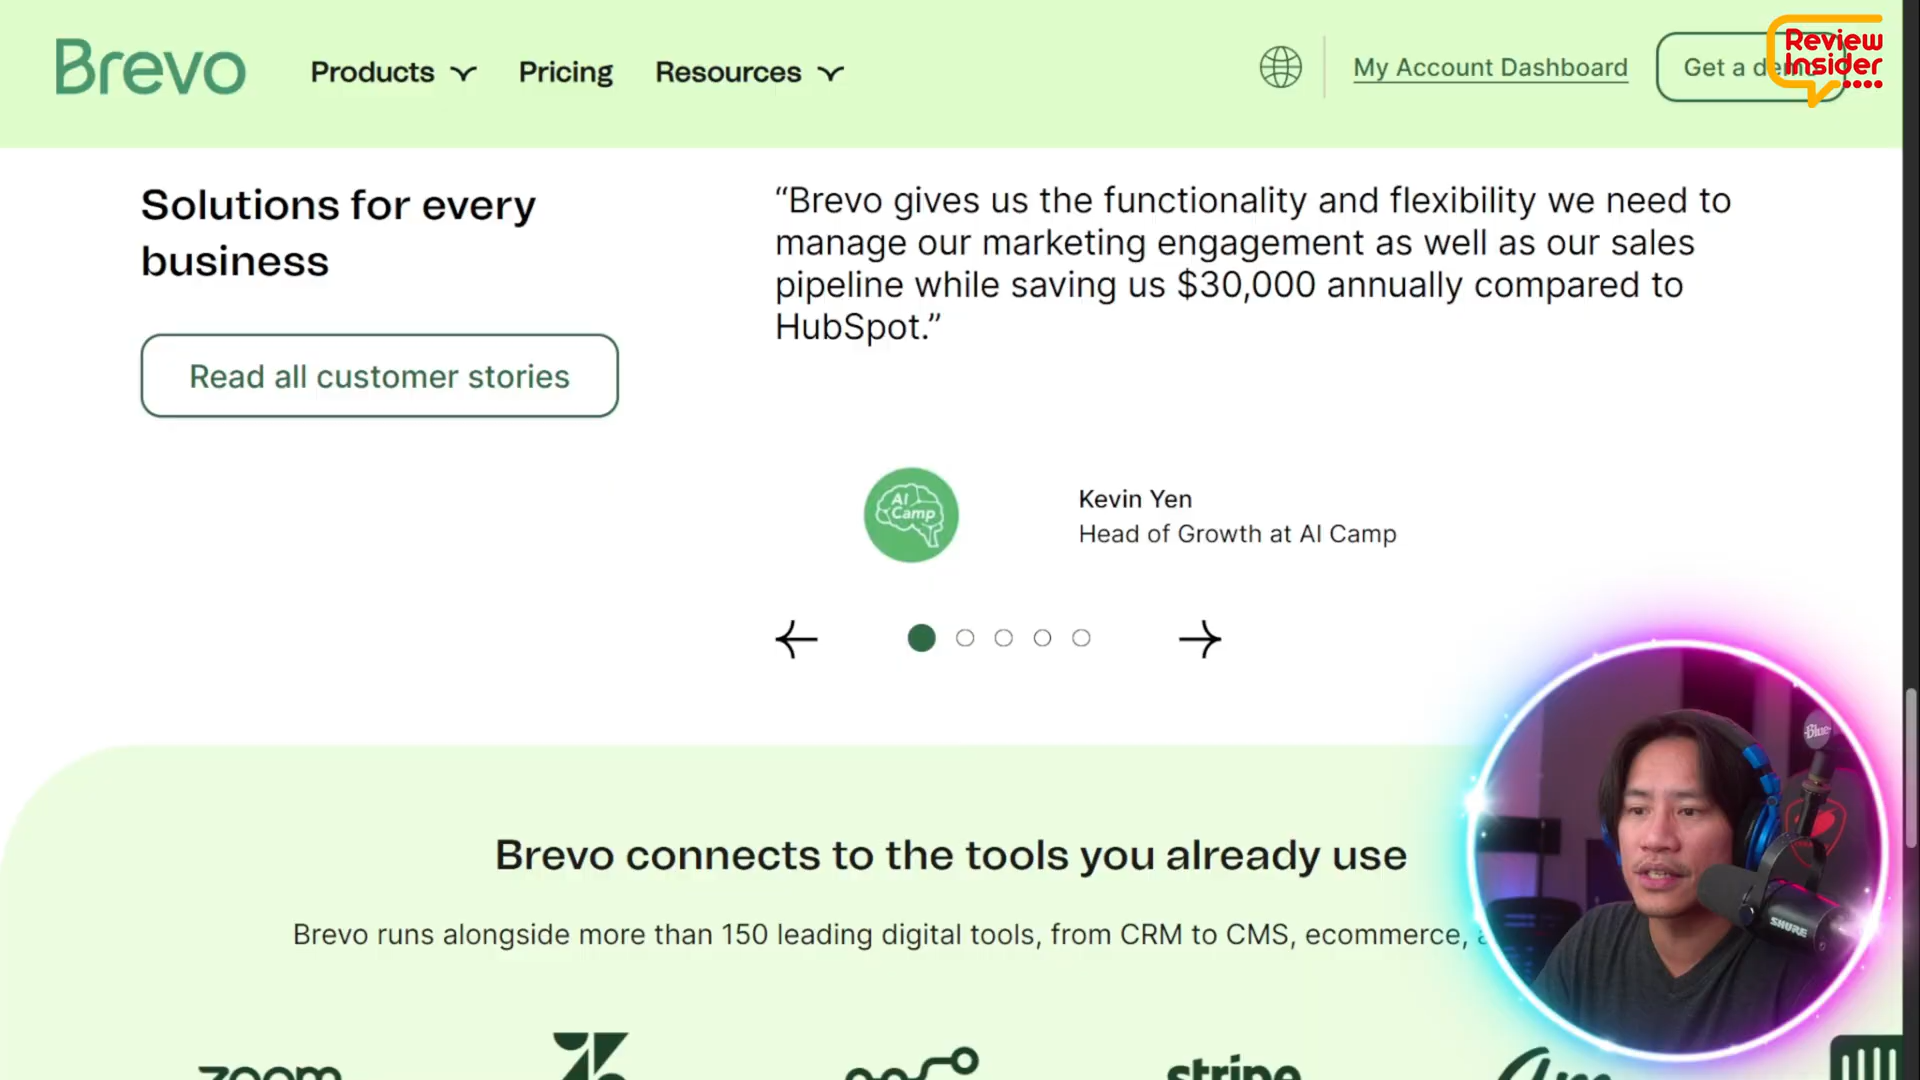 Brevo
Products
Pricing
Resources
My Account Dashboard
Get a
Review
Insider
Solutions for every
business
Read all customer stories
“Brevo gives us the functionality and flexibility we need to
manage our marketing engagement as well as our sales
pipeline while saving us $30,000 annually compared to
HubSpot.”
AI
Camp
Kevin Yen
Head of Growth at AI Camp
Brevo connects to the tools you already use
Brevo runs alongside more than 150 leading digital tools, from CRM to CMS, ecommerce,
zoom
stripe
Blue
SHURE